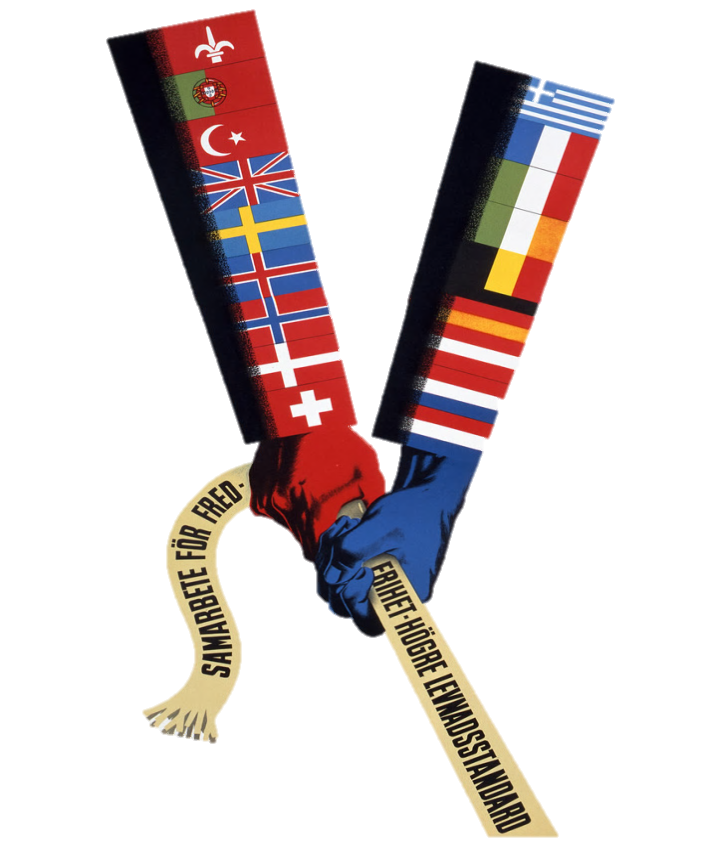 SAMARBETE FÖR FRED-
FRIHET-HÖGRE LEVNADSSTANDARD